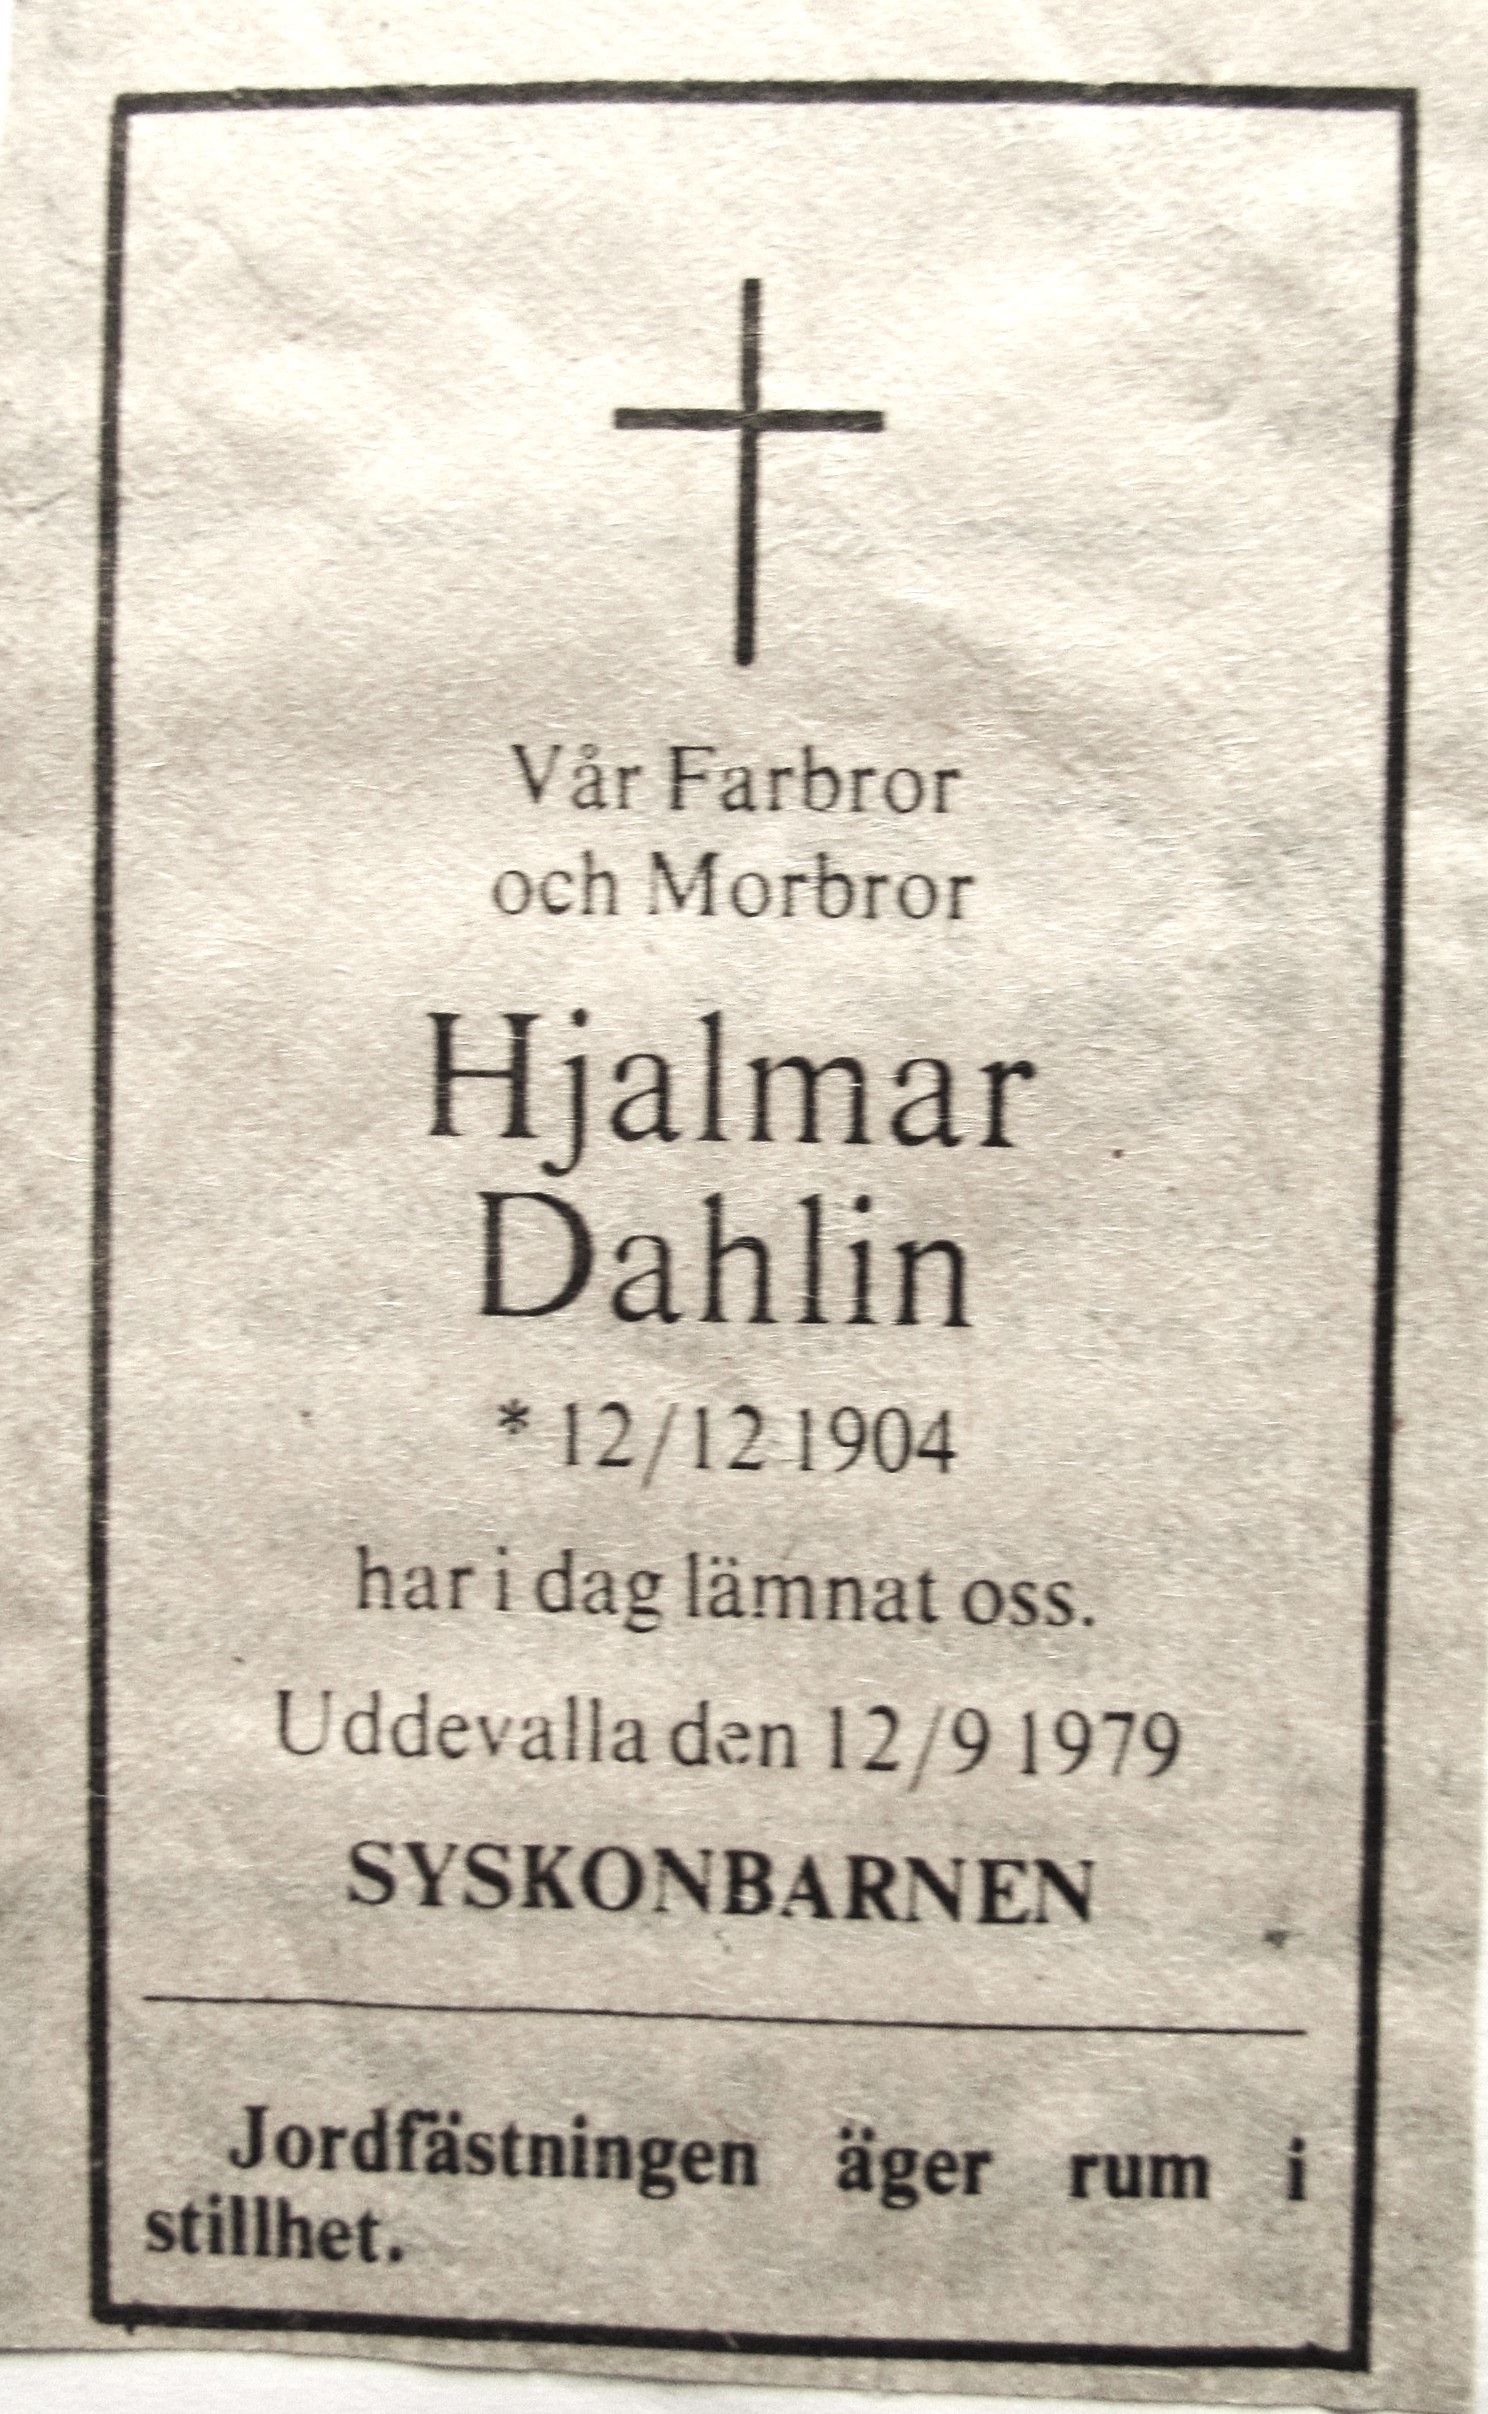 Vår Farbror
och Morbror
Hjalmar
Dahlin
* 12/12 1904
har i dag lämnat oss.
Uddevalla den 12/9 1979
SYSKONBARNEN
Jordfästningen äger rum i
stillhet.